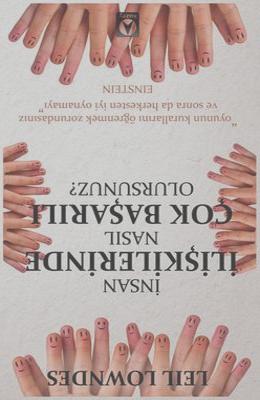 LEIL LOWNDES
İNSAN
İLİŞKİLERİNDE
NASIL
ÇOK BAŞARILI
OLURSUNUZ?
"oyunun kurallarını öğrenmek zorundasınız
ve sonra da herkesten iyi oynamayı"
EINSTEIN